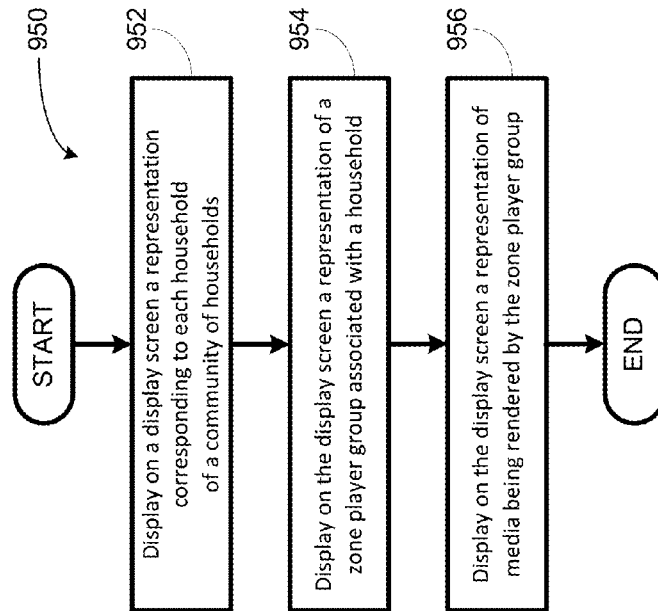 950
START
Display on a display screen a representation
corresponding to each household
of a community of households
952
Display on the display screen a representation of a
zone player group associated with a household
954
Display on the display screen a representation of
media being rendered by the zone player group
956
END